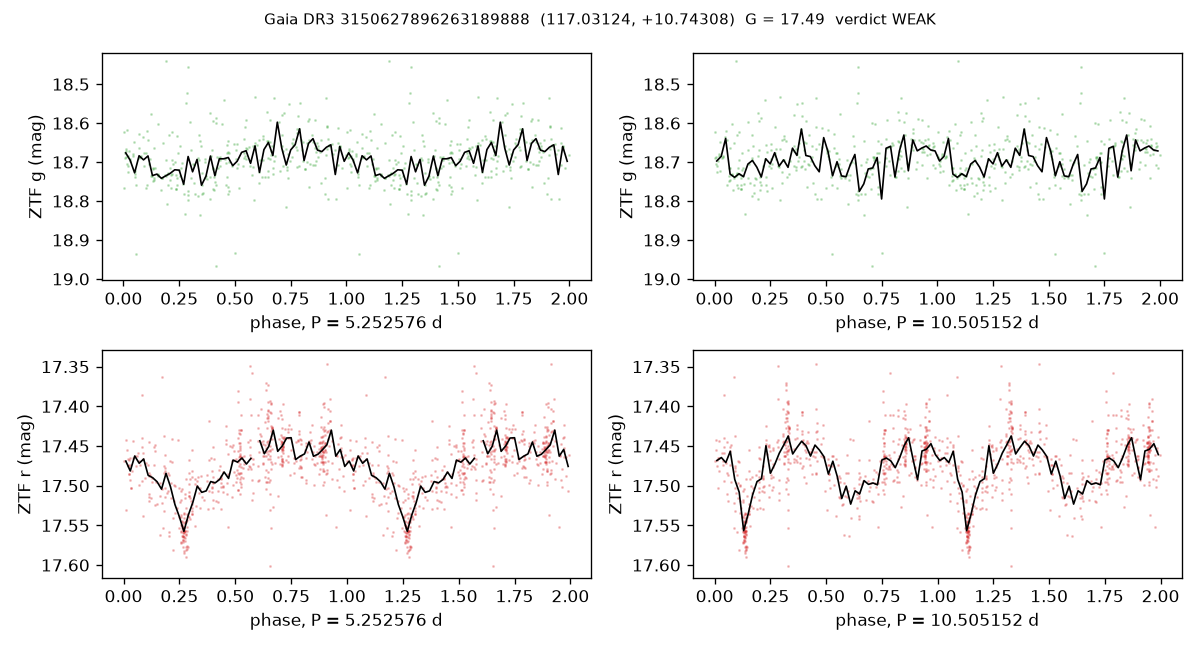 Gaia DR3 3150627896263189888 (117.03124, +10.74308) G = 17.49 verdict WEAK
ZTF g (mag)
18.5
18.6
18.7
18.8
18.9
19.0
0.00 0.25 0.50 0.75 1.00 1.25 1.50 1.75 2.00
phase, P = 5.252576 d
ZTF g (mag)
18.5
18.6
18.7
18.8
18.9
19.0
0.00 0.25 0.50 0.75 1.00 1.25 1.50 1.75 2.00
phase, P = 10.505152 d
ZTF r (mag)
17.35
17.40
17.45
17.50
17.55
17.60
0.00 0.25 0.50 0.75 1.00 1.25 1.50 1.75 2.00
phase, P = 5.252576 d
ZTF r (mag)
17.35
17.40
17.45
17.50
17.55
17.60
0.00 0.25 0.50 0.75 1.00 1.25 1.50 1.75 2.00
phase, P = 10.505152 d